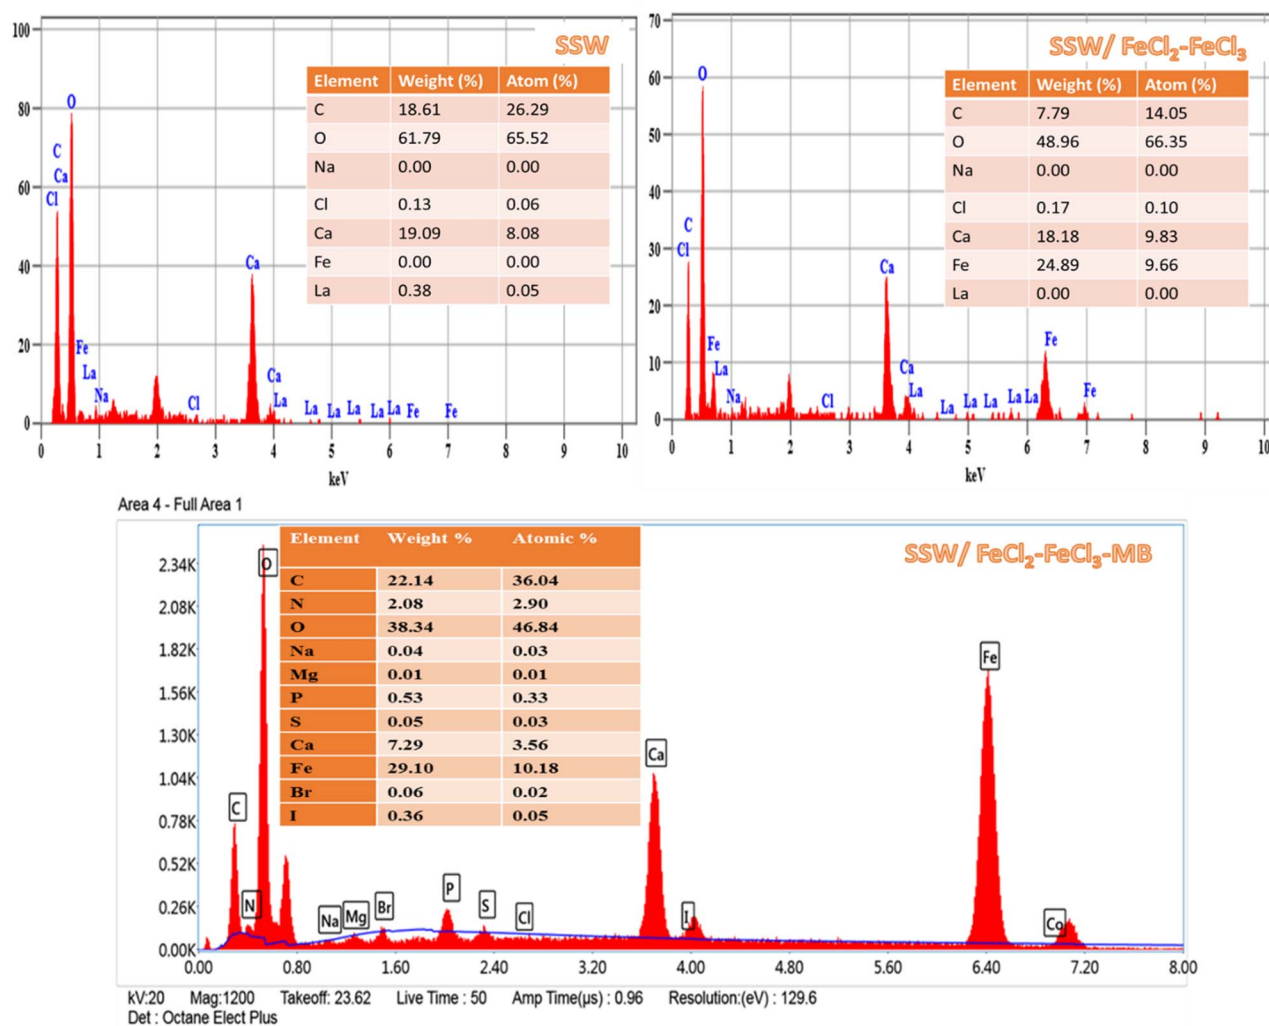 SSW
Element Weight (%) Atom (%)
C 18.61 26.29
O 61.79 65.52
Na 0.00 0.00
Cl 0.13 0.06
Ca 19.09 8.08
Fe 0.00 0.00
La 0.38 0.05
100
80
60
40
20
0
O
C
Ca
Cl
Fe
La
Na
Cl
Ca
Ca
La
La La La La Fe Fe
0 1 2 3 4 5 6 7 8 9 10
keV
SSW/ FeCl₂-FeCl₃
Element Weight (%) Atom (%)
C 7.79 14.05
O 48.96 66.35
Na 0.00 0.00
Cl 0.17 0.10
Ca 18.18 9.83
Fe 24.89 9.66
La 0.00 0.00
70
60
50
40
30
20
10
0
O
C
Cl
Fe
La
Na
Cl
Ca
Ca
La
La La La La
Fe
Fe
0 1 2 3 4 5 6 7 8 9 10
keV
Area 4 - Full Area 1
SSW/ FeCl₂-FeCl₃-MB
Element Weight % Atomic %
C 22.14 36.04
N 2.08 2.90
O 38.34 46.84
Na 0.04 0.03
Mg 0.01 0.01
P 0.53 0.33
S 0.05 0.03
Ca 7.29 3.56
Fe 29.10 10.18
Br 0.06 0.02
I 0.36 0.05
2.34K
2.08K
1.82K
1.56K
1.30K
1.04K
0.78K
0.52K
0.26K
0.00K
O
C
N
Na
Mg
Br
P
S
Cl
Ca
I
Fe
Co
0.00 0.80 1.60 2.40 3.20 4.00 4.80 5.60 6.40 7.20 8.00
kV:20 Mag:1200 Takeoff: 23.62 Live Time : 50 Amp Time(µs) : 0.96 Resolution:(eV) : 129.6
Det : Octane Elect Plus